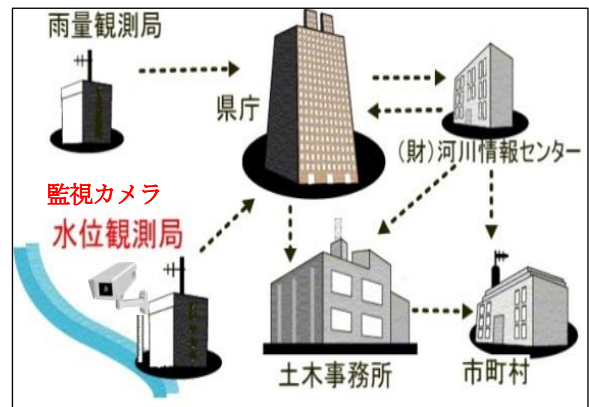 雨量観測局
県庁
(財)河川情報センター
監視カメラ
水位観測局
土木事務所
市町村